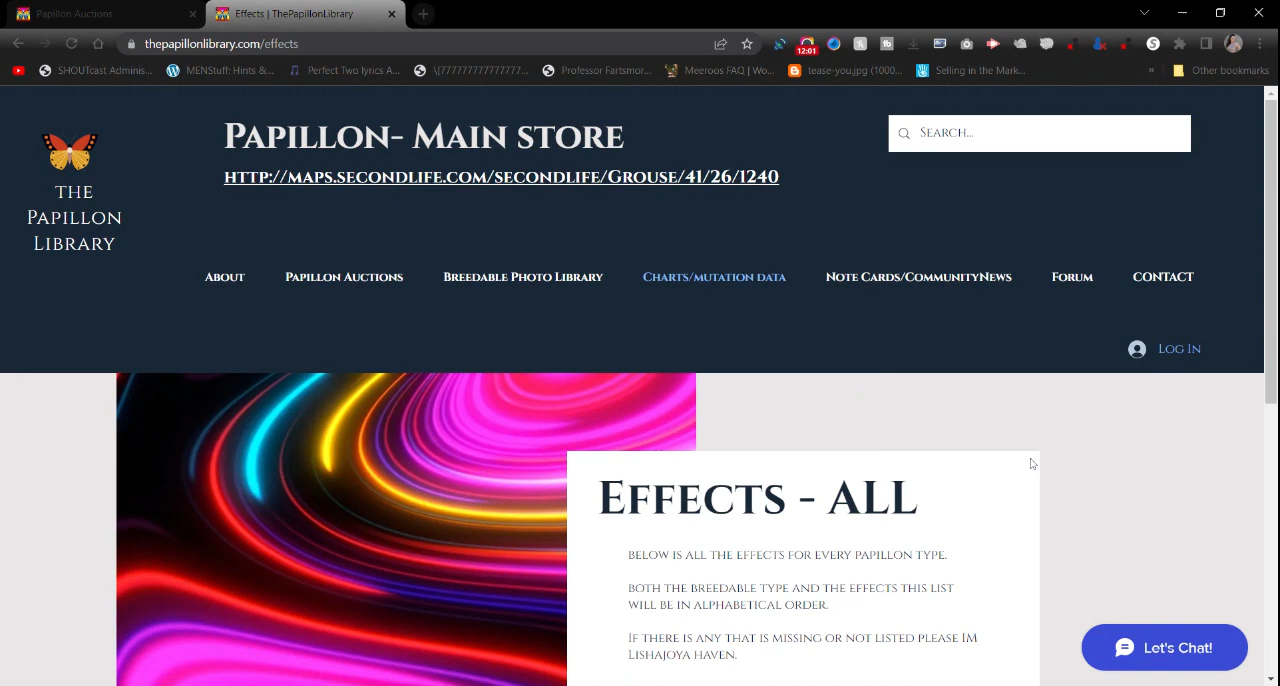 Papillon Auctions
Effects | ThePapillonLibrary
thepapillonlibrary.com/effects
12:01
SHOUTcast Adminis...
MENStuff: Hints &...
Perfect Two lyrics A...
\[777777777777777...
Professor Fartsmor...
Meeroos FAQ | Wo...
tease-you.jpg (1000...
Selling in the Mark...
»
Other bookmarks
Papillon- Main store
http://maps.secondlife.com/secondlife/Grouse/41/26/1240
Search...
The
Papillon
Library
About
Papillon Auctions
Breedable Photo Library
Charts/mutation data
Note Cards/CommunityNews
Forum
CONTACT
Log In
Effects - ALL
Below is all the effects for every Papillon type.
Both the breedable type and the effects this list
will be in alphabetical order.
If there is any that is missing or not listed please IM
Lishajoya Haven.
Let's Chat!